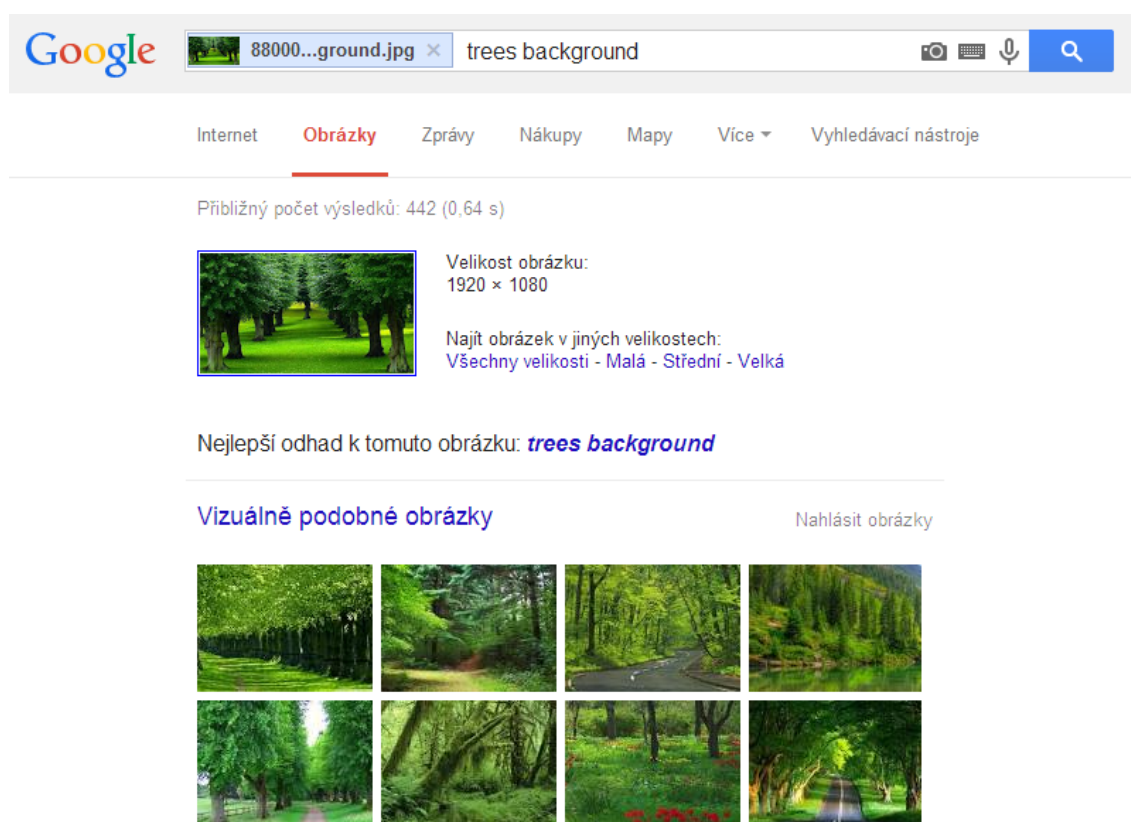 Google 88000...ground.jpg × trees background
Internet Obrázky Zprávy Nákupy Mapy Více Vyhledávací nástroje
Přibližný počet výsledků: 442 (0,64 s)
Velikost obrázku:
1920 × 1080
Najít obrázek v jiných velikostech:
Všechny velikosti - Malá - Střední - Velká
Nejlepší odhad k tomuto obrázku: trees background
Vizuálně podobné obrázky Nahlásit obrázky